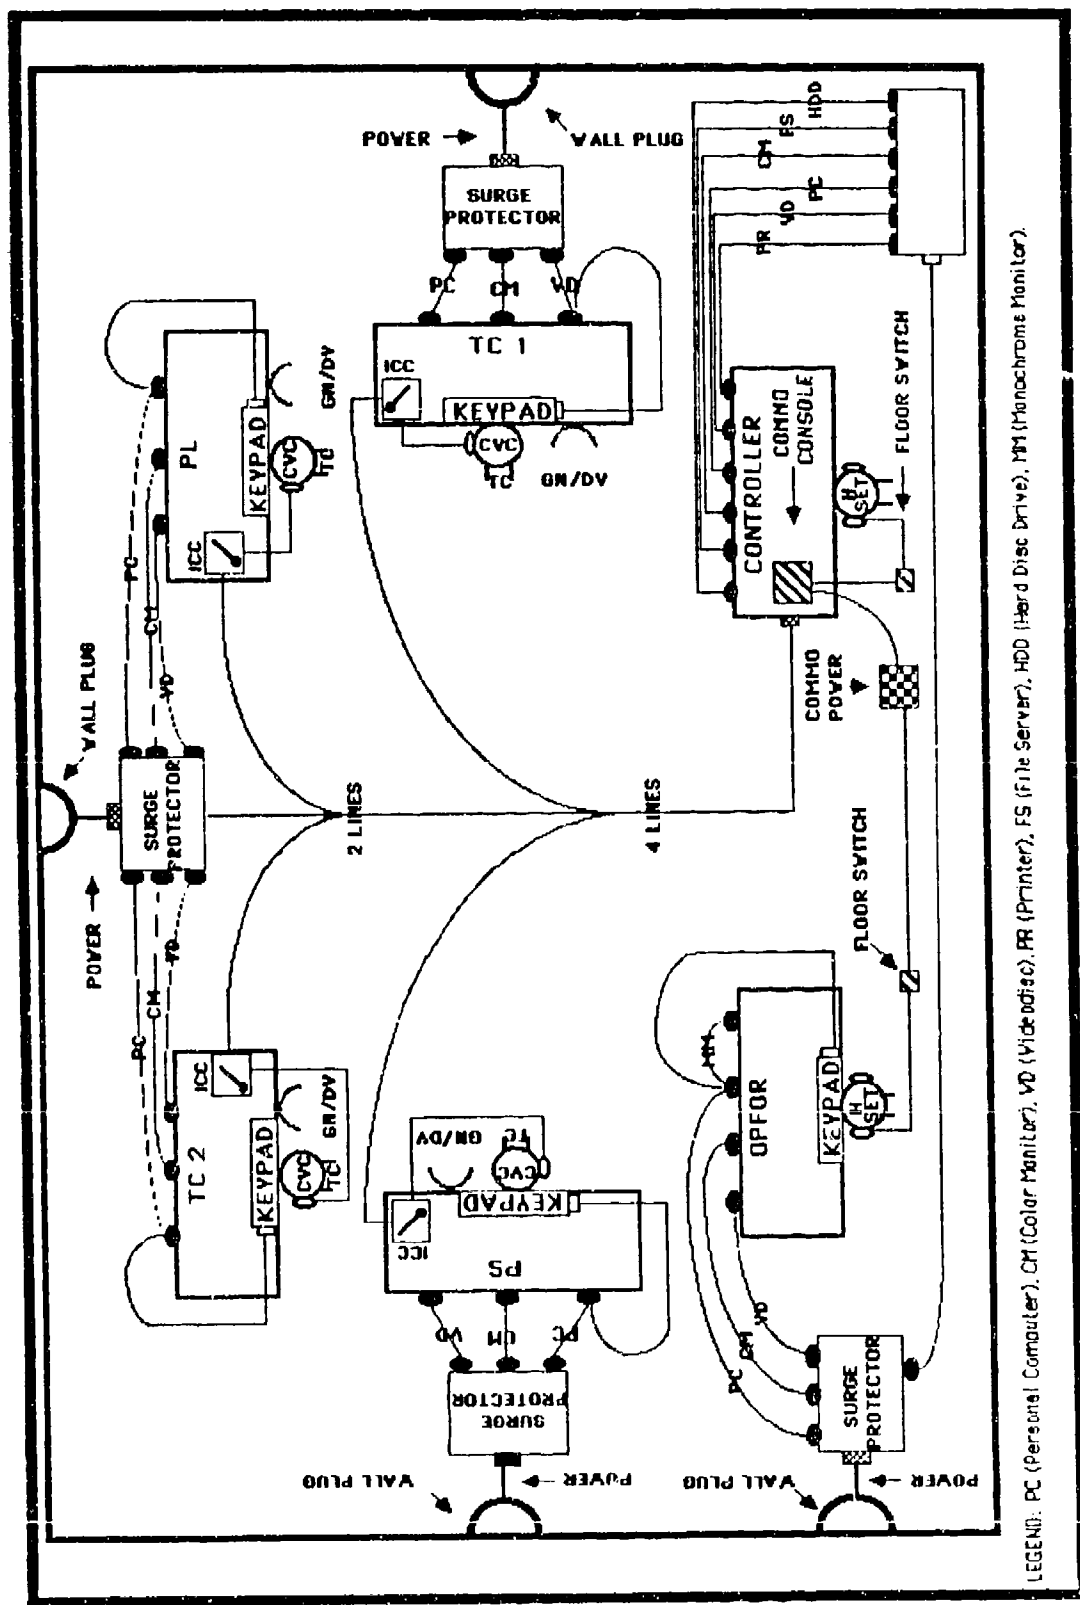 WALL PLUG
POWER
SURGE
PROTECTOR
PC
CM
VD
PC
CM
VD
PL
ICC
KEYPAD
CVC
TC
GN/DV
TC 2
ICC
KEYPAD
CVC
TC
GN/DV
2 LINES
4 LINES
POWER
WALL PLUG
SURGE
PROTECTOR
PC
CM
VD
TC 1
ICC
KEYPAD
CVC
TC
GN/DV
GN/DV
TC
CVC
KEYPAD
ICC
PS
VD
CM
PC
SURGE
PROTECTOR
WALL PLUG
POWER
HDD
FS
CM
PC
VD
PR
CONTROLLER
COMMO
CONSOLE
H
SET
FLOOR SWITCH
COMMO
POWER
FLOOR SWITCH
MM
OPFOR
KEYPAD
H
SET
PC
CM
VD
SURGE
PROTECTOR
WALL PLUG
POWER
LEGEND: PC (Personal Computer), CM (Color Monitor), VD (Videodisc), PR (Printer), FS (File Server), HDD (Hard Disc Drive), MM (Monochrome Monitor).